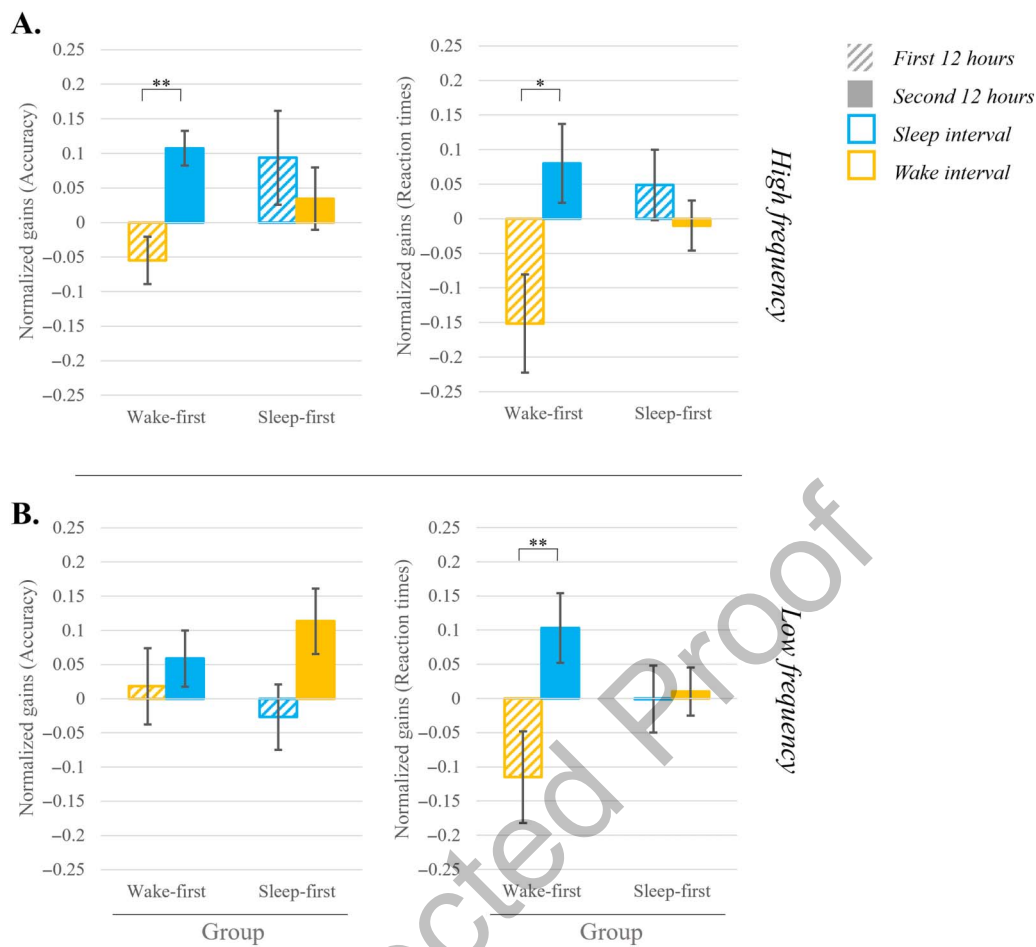 A.
Normalized gains (Accuracy)
0.25
0.2
0.15
0.1
0.05
0
−0.05
−0.1
−0.15
−0.2
−0.25
**
Wake-first Sleep-first
Normalized gains (Reaction times)
0.25
0.2
0.15
0.1
0.05
0
−0.05
−0.1
−0.15
−0.2
−0.25
*
Wake-first Sleep-first
First 12 hours
Second 12 hours
Sleep interval
Wake interval
High frequency
B.
Normalized gains (Accuracy)
0.25
0.2
0.15
0.1
0.05
0
−0.05
−0.1
−0.15
−0.2
−0.25
Wake-first Sleep-first
Group
Normalized gains (Reaction times)
0.25
0.2
0.15
0.1
0.05
0
−0.05
−0.1
−0.15
−0.2
−0.25
**
Wake-first Sleep-first
Group
Low frequency
ected Proof